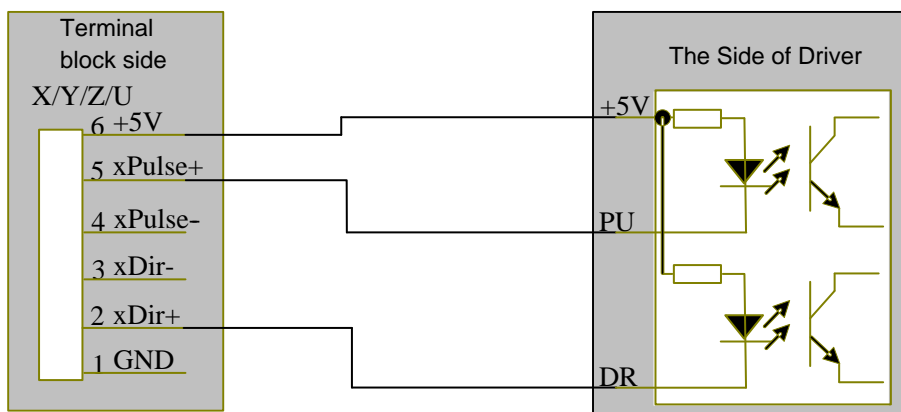 Terminal
block side
X/Y/Z/U
6 +5V
5 xPulse+
4 xPulse-
3 xDir-
2 xDir+
1 GND
The Side of Driver
+5V
PU
DR